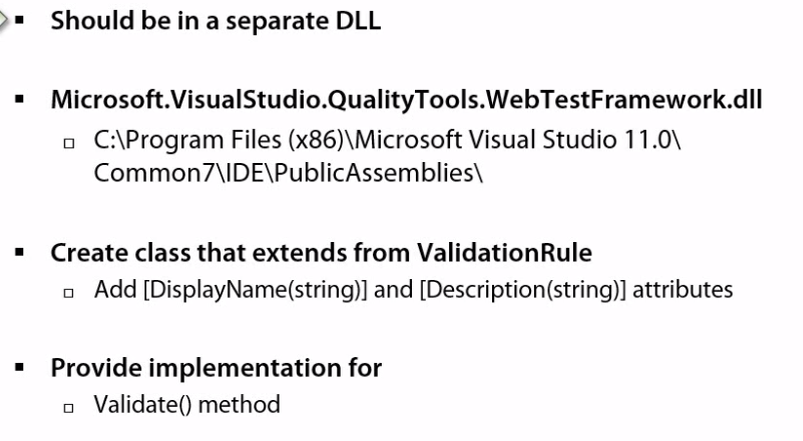 ▪ Should be in a separate DLL
▪ Microsoft.VisualStudio.QualityTools.WebTestFramework.dll
▫ C:\Program Files (x86)\Microsoft Visual Studio 11.0\
Common7\IDE\PublicAssemblies\
▪ Create class that extends from ValidationRule
▫ Add [DisplayName(string)] and [Description(string)] attributes
▪ Provide implementation for
▫ Validate() method